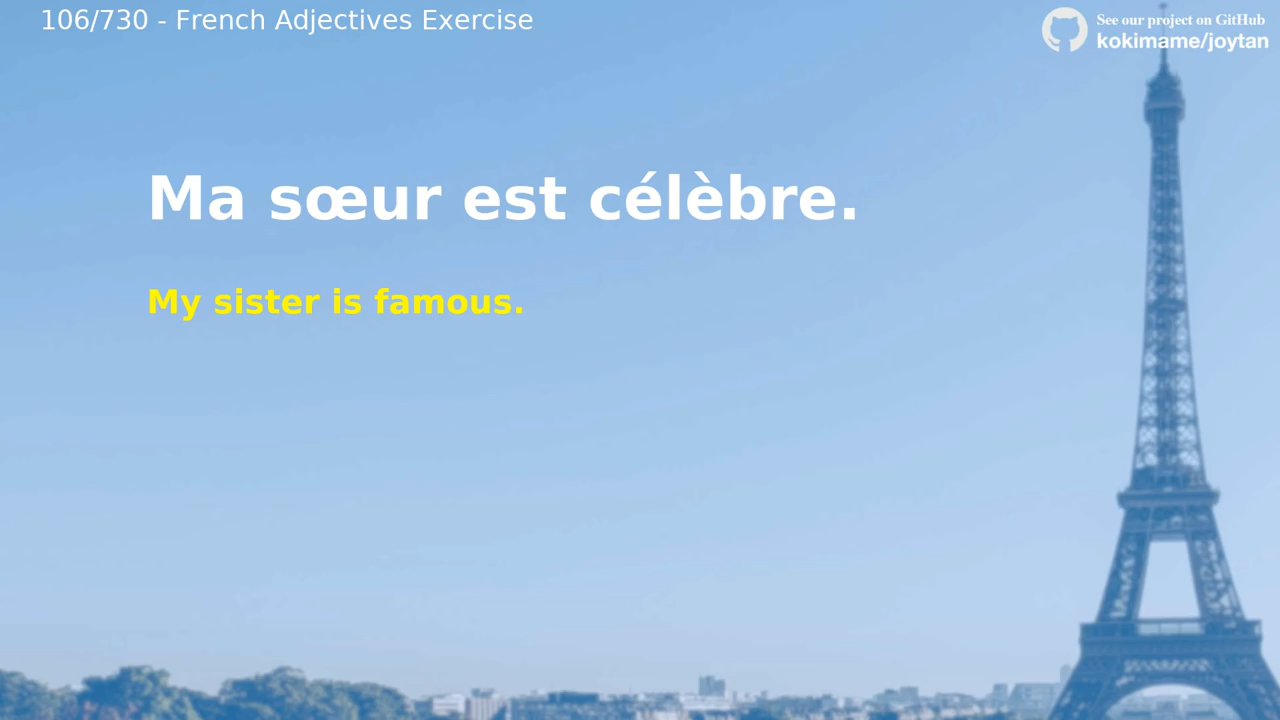 106/730 - French Adjectives Exercise
See our project on GitHub
kokimame/joytan
Ma sœur est célèbre.
My sister is famous.